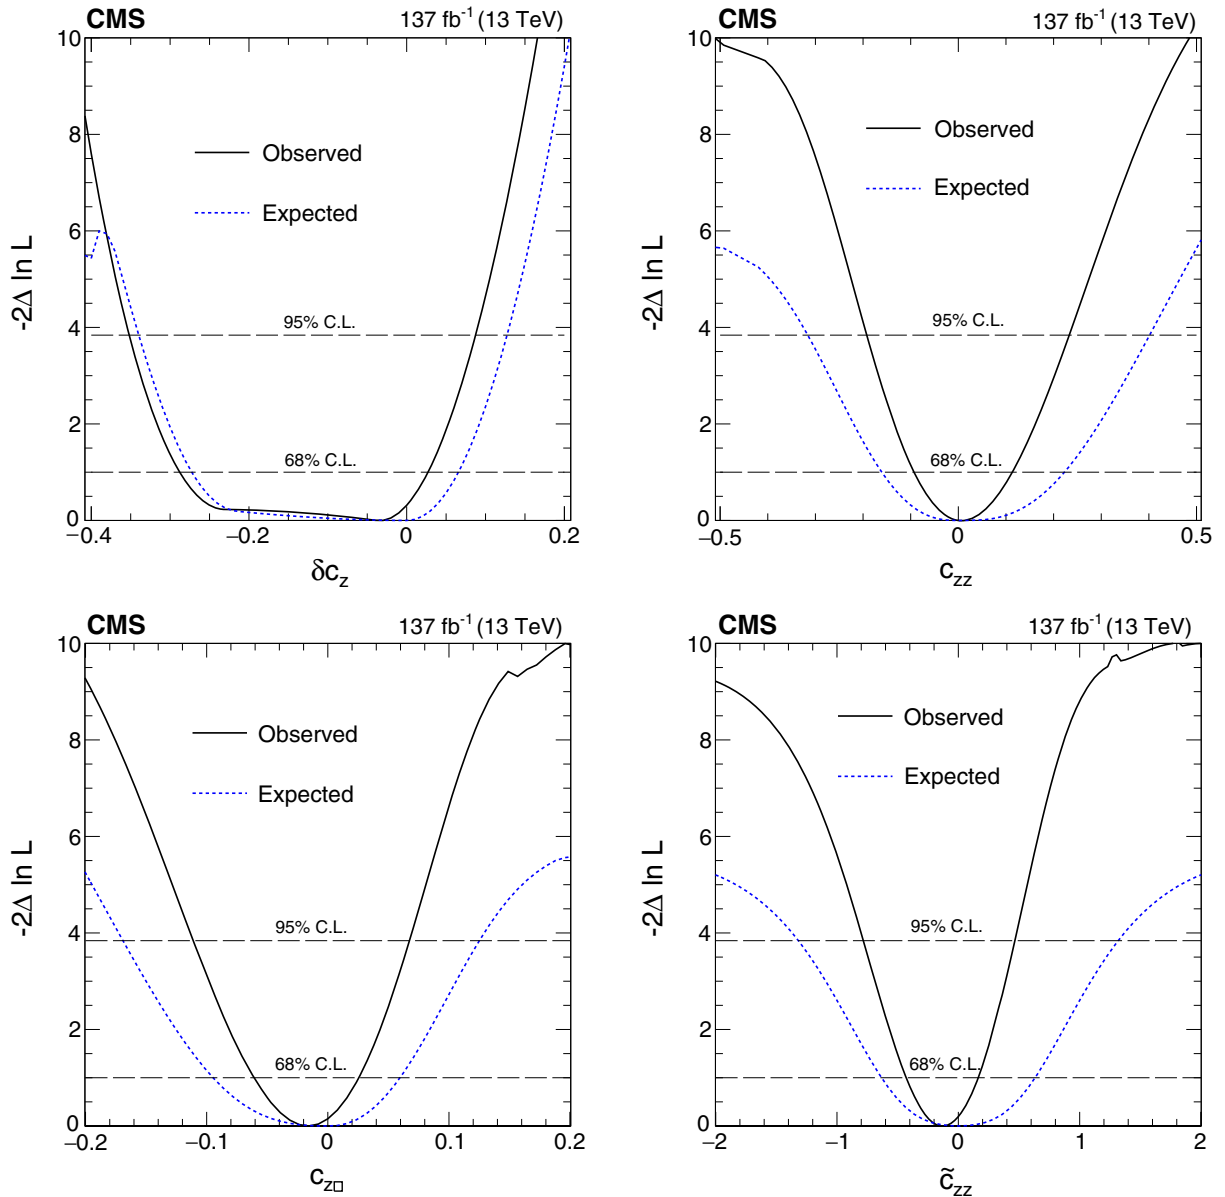 CMS 137 fb⁻¹ (13 TeV)
10
8
6
4
2
0
-2Δ ln L
Observed
Expected
95% C.L.
68% C.L.
−0.4 −0.2 0 0.2
δc_z
CMS 137 fb⁻¹ (13 TeV)
10
8
6
4
2
0
-2Δ ln L
Observed
Expected
95% C.L.
68% C.L.
−0.5 0 0.5
c_zz
CMS 137 fb⁻¹ (13 TeV)
10
8
6
4
2
0
-2Δ ln L
Observed
Expected
95% C.L.
68% C.L.
−0.2 −0.1 0 0.1 0.2
c_z□
CMS 137 fb⁻¹ (13 TeV)
10
8
6
4
2
0
-2Δ ln L
Observed
Expected
95% C.L.
68% C.L.
−2 −1 0 1 2
c̃_zz